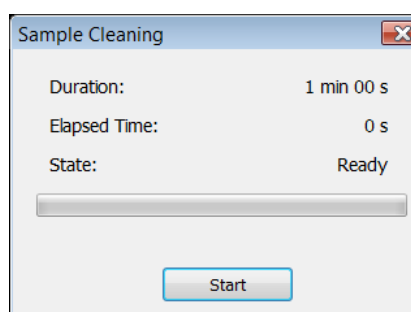 Sample Cleaning
Duration: 1 min 00 s
Elapsed Time: 0 s
State: Ready
Start